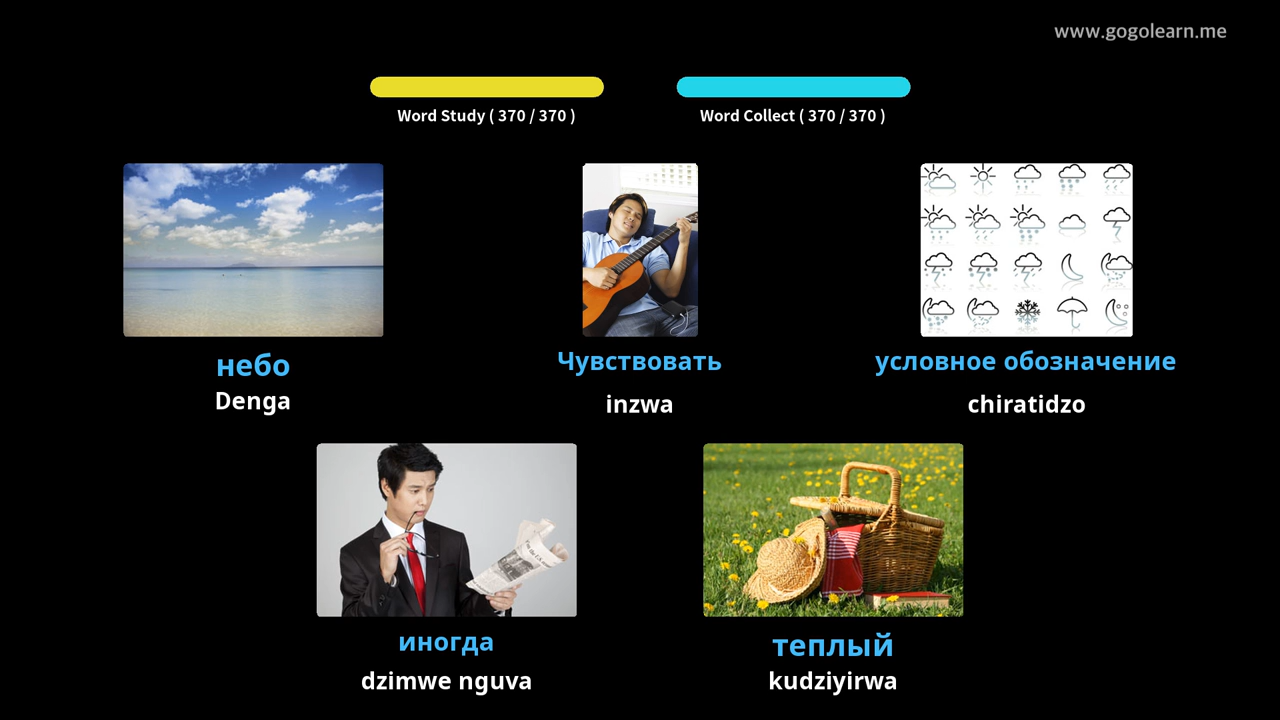 www.gogolearn.me
Word Study ( 370 / 370 )
Word Collect ( 370 / 370 )
небо
Denga
Чувствовать
inzwa
условное обозначение
chiratidzo
иногда
dzimwe nguva
теплый
kudziyirwa